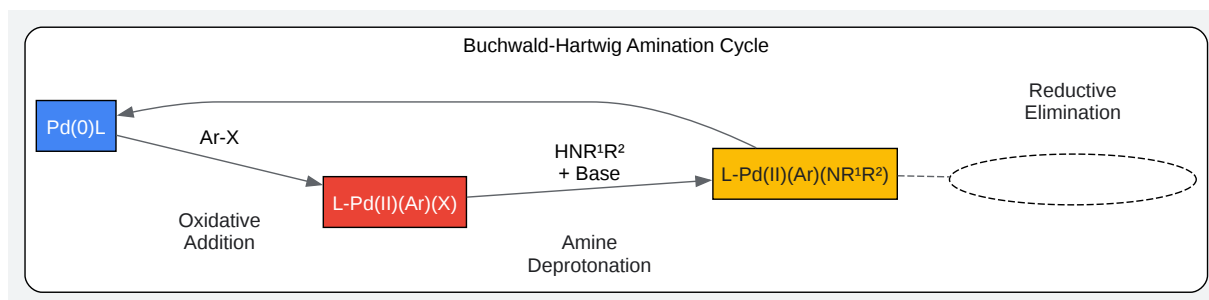 Buchwald-Hartwig Amination Cycle
Reductive
Elimination
Pd(0)L
Ar-X
HNR¹R²
+ Base
L-Pd(II)(Ar)(NR¹R²)
L-Pd(II)(Ar)(X)
Oxidative
Addition
Amine
Deprotonation